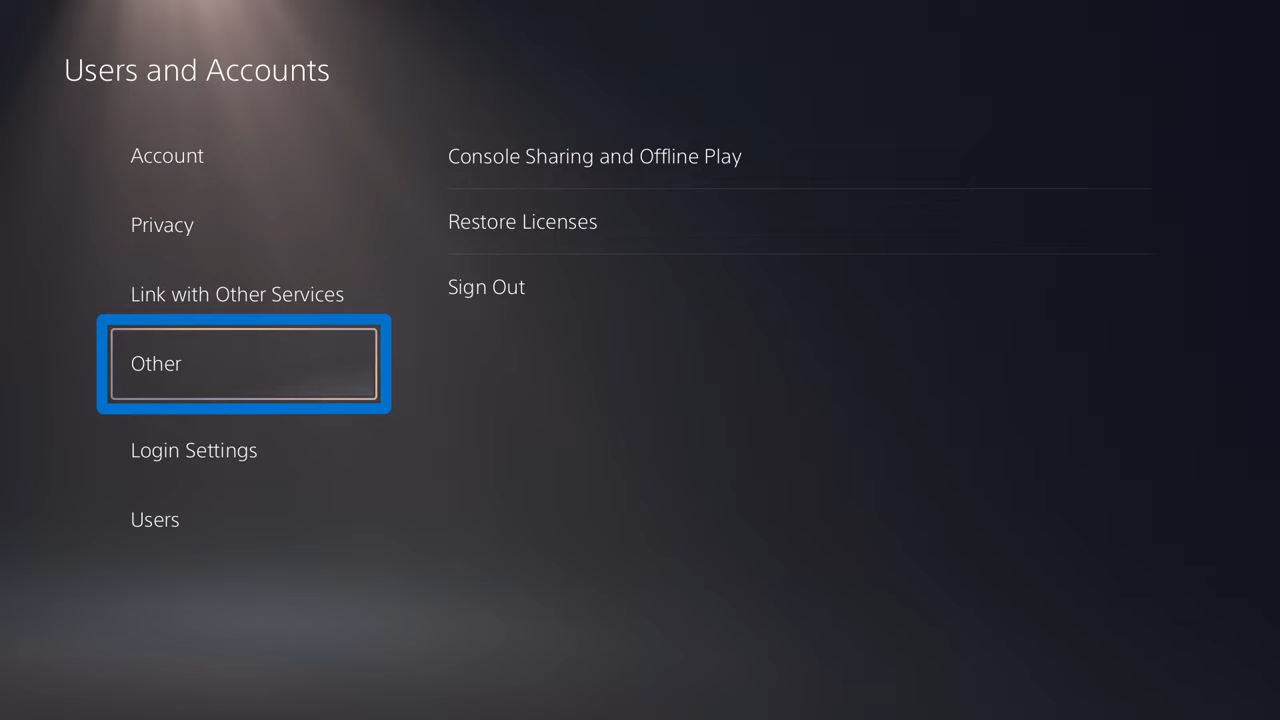 Users and Accounts
Account
Privacy
Link with Other Services
Other
Login Settings
Users
Console Sharing and Offline Play
Restore Licenses
Sign Out